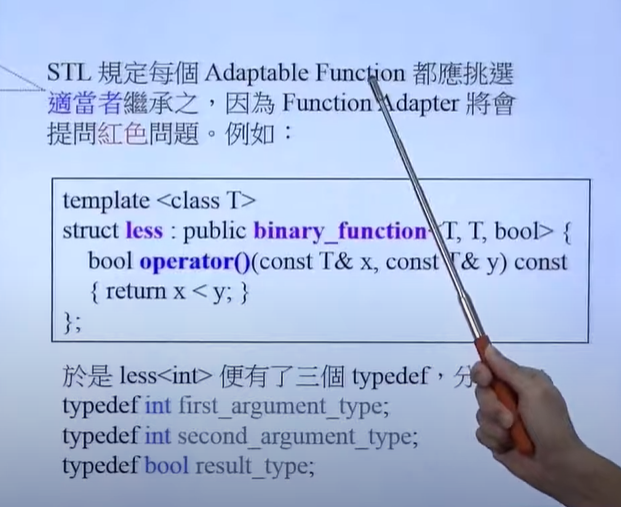 STL 規定每個 Adaptable Function 都應挑選
適當者繼承之，因為 Function Adapter 將會
提問紅色問題。例如：
template <class T>
struct less : public binary_function<T, T, bool> {
bool operator()(const T& x, const T& y) const
{ return x < y; }
};
於是 less<int> 便有了三個 typedef，分
typedef int first_argument_type;
typedef int second_argument_type;
typedef bool result_type;